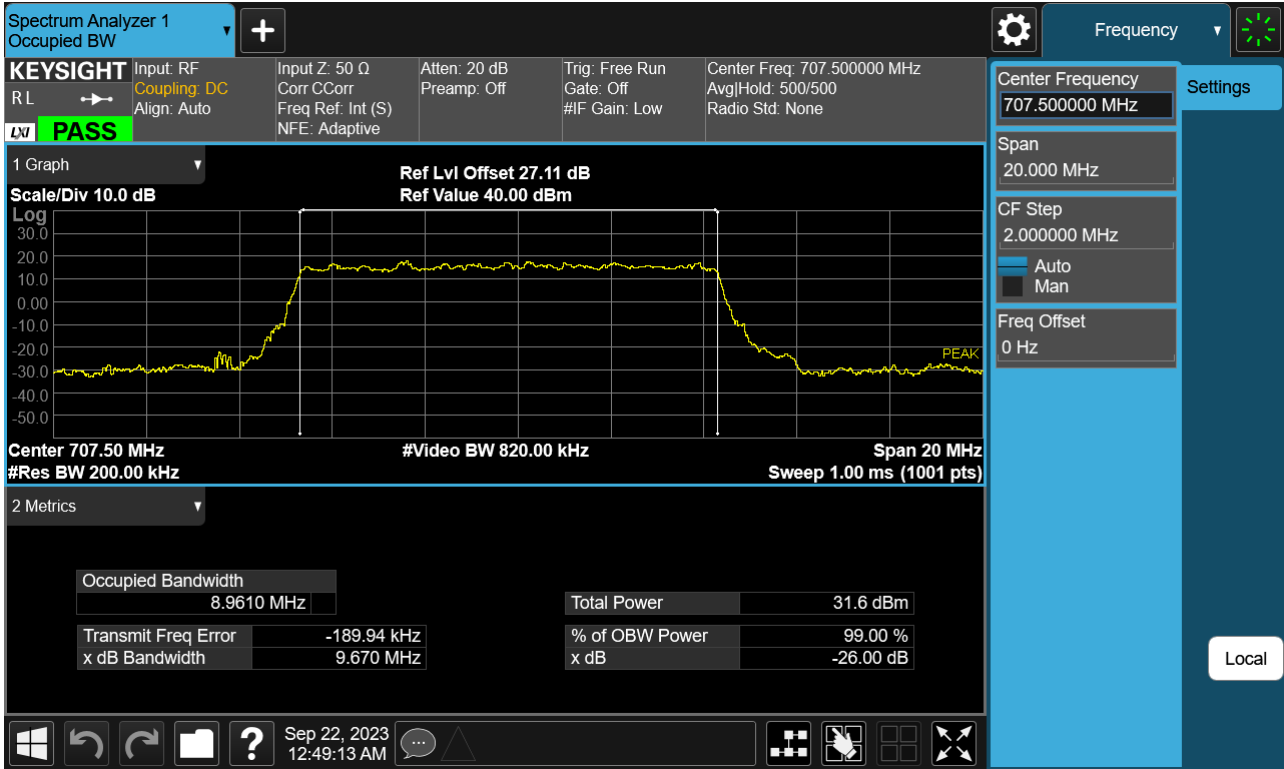 Spectrum Analyzer 1
Occupied BW
Frequency
KEYSIGHT
R L
LXI
PASS
Input: RF
Coupling: DC
Align: Auto
Input Z: 50 Ω
Corr CCorr
Freq Ref: Int (S)
NFE: Adaptive
Atten: 20 dB
Preamp: Off
Trig: Free Run
Gate: Off
#IF Gain: Low
Center Freq: 707.500000 MHz
Avg|Hold: 500/500
Radio Std: None
Center Frequency
707.500000 MHz
Settings
Span
20.000 MHz
CF Step
2.000000 MHz
Auto
Man
Freq Offset
0 Hz
Local
1 Graph
Ref Lvl Offset 27.11 dB
Scale/Div 10.0 dB
Ref Value 40.00 dBm
Log
30.0
20.0
10.0
0.00
-10.0
-20.0
-30.0
-40.0
-50.0
PEAK
Center 707.50 MHz
#Video BW 820.00 kHz
Span 20 MHz
#Res BW 200.00 kHz
Sweep 1.00 ms (1001 pts)
2 Metrics
Occupied Bandwidth
8.9610 MHz
Total Power 31.6 dBm
Transmit Freq Error -189.94 kHz
% of OBW Power 99.00 %
x dB Bandwidth 9.670 MHz
x dB -26.00 dB
?
Sep 22, 2023
12:49:13 AM